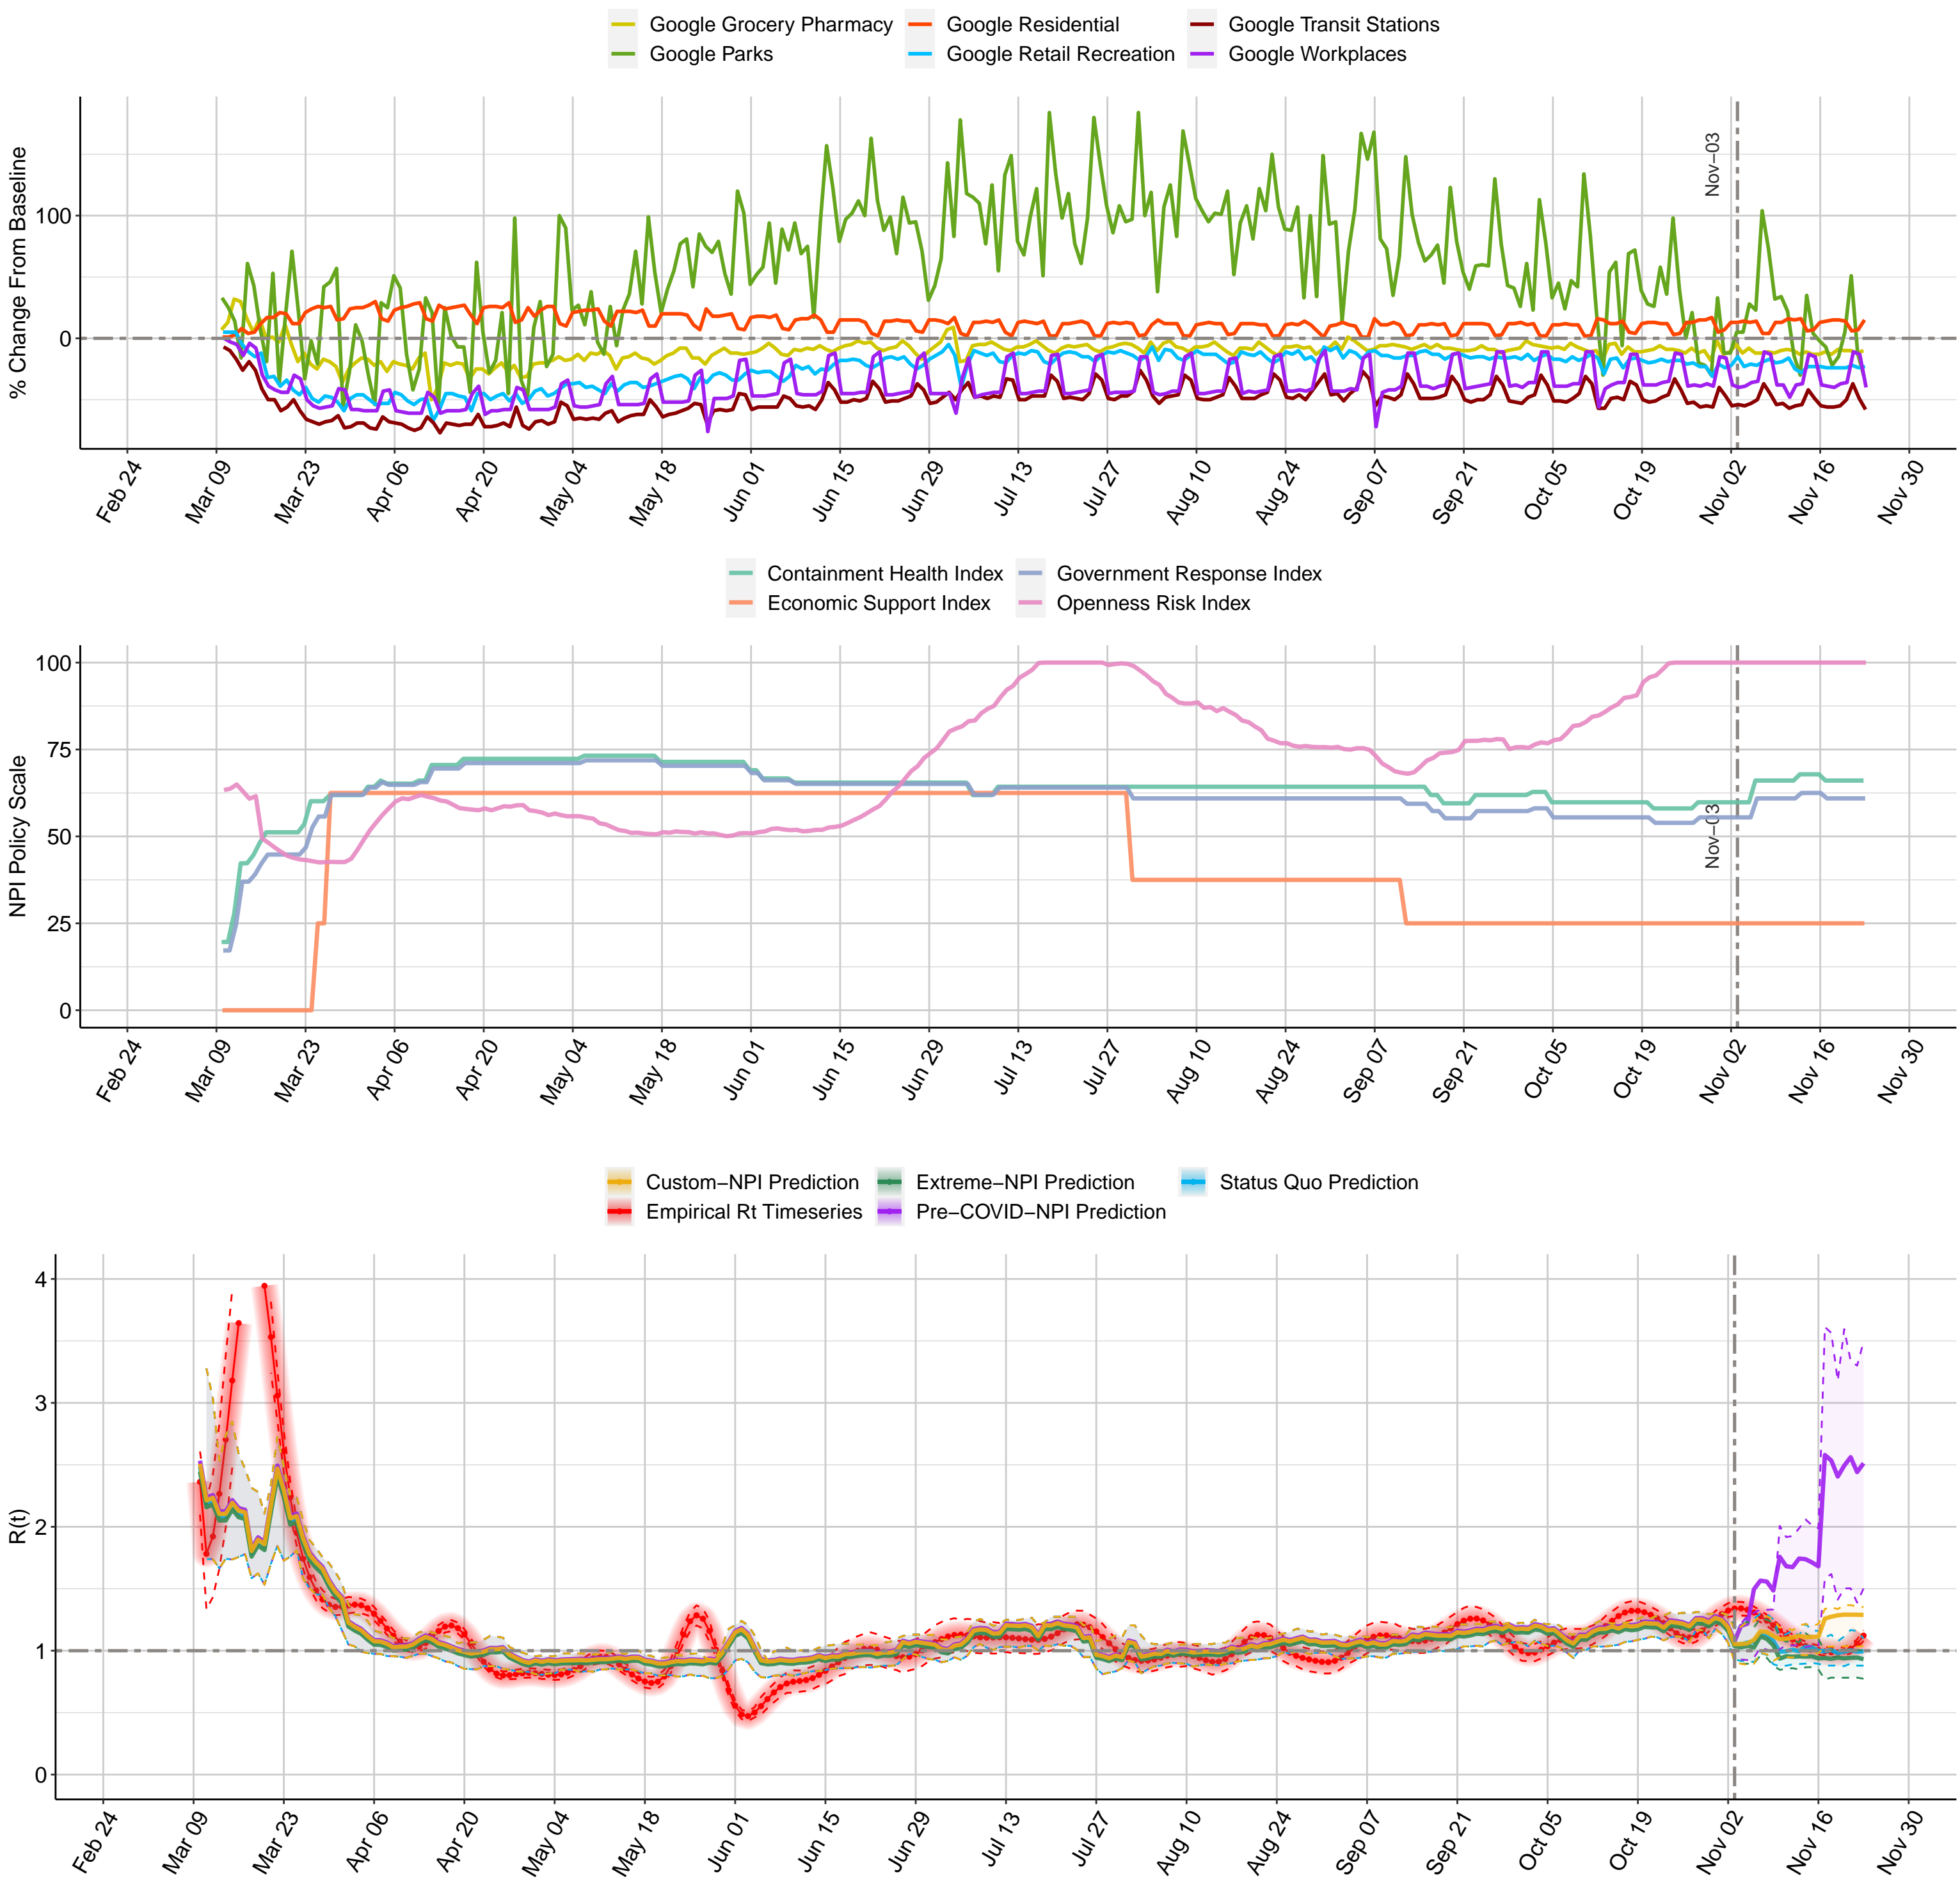 Google Grocery Pharmacy Google Residential Google Transit Stations
Google Parks Google Retail Recreation Google Workplaces
% Change From Baseline
100
0
Nov−03
Feb 24 Mar 09 Mar 23 Apr 06 Apr 20 May 04 May 18 Jun 01 Jun 15 Jun 29 Jul 13 Jul 27 Aug 10 Aug 24 Sep 07 Sep 21 Oct 05 Oct 19 Nov 02 Nov 16 Nov 30
Containment Health Index Government Response Index
Economic Support Index Openness Risk Index
NPI Policy Scale
100
75
50
25
0
Nov−03
Feb 24 Mar 09 Mar 23 Apr 06 Apr 20 May 04 May 18 Jun 01 Jun 15 Jun 29 Jul 13 Jul 27 Aug 10 Aug 24 Sep 07 Sep 21 Oct 05 Oct 19 Nov 02 Nov 16 Nov 30
Custom−NPI Prediction Extreme−NPI Prediction Status Quo Prediction
Empirical Rt Timeseries Pre−COVID−NPI Prediction
R(t)
4
3
2
1
0
Feb 24 Mar 09 Mar 23 Apr 06 Apr 20 May 04 May 18 Jun 01 Jun 15 Jun 29 Jul 13 Jul 27 Aug 10 Aug 24 Sep 07 Sep 21 Oct 05 Oct 19 Nov 02 Nov 16 Nov 30